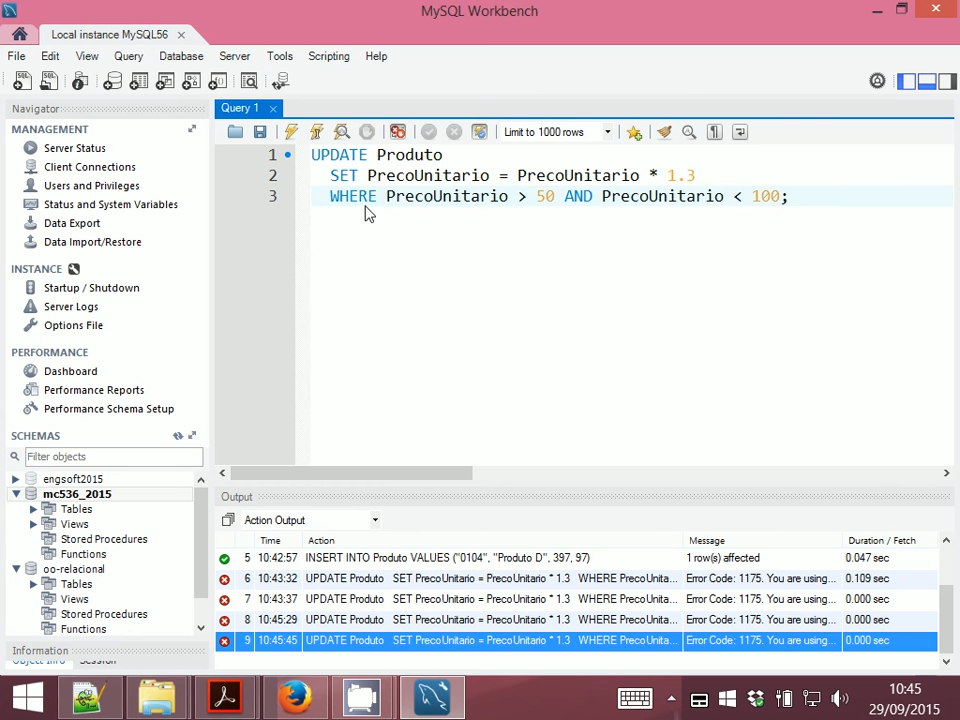 MySQL Workbench
Local instance MySQL56
File Edit View Query Database Server Tools Scripting Help
Navigator
MANAGEMENT
Server Status
Client Connections
Users and Privileges
Status and System Variables
Data Export
Data Import/Restore
INSTANCE
Startup / Shutdown
Server Logs
Options File
PERFORMANCE
Dashboard
Performance Reports
Performance Schema Setup
SCHEMAS
Filter objects
engsoft2015
mc536_2015
Tables
Views
Stored Procedures
Functions
oo-relacional
Tables
Views
Stored Procedures
Functions
Information
Object Info Session
Query 1
Limit to 1000 rows
1 UPDATE Produto
2 SET PrecoUnitario = PrecoUnitario * 1.3
3 WHERE PrecoUnitario > 50 AND PrecoUnitario < 100;
Output
Action Output
Time Action Message Duration / Fetch
5 10:42:57 INSERT INTO Produto VALUES ("0104", "Produto D", 397, 97) 1 row(s) affected 0.047 sec
6 10:43:32 UPDATE Produto SET PrecoUnitario = PrecoUnitario * 1.3 WHERE PrecoUnita... Error Code: 1175. You are using... 0.109 sec
7 10:43:37 UPDATE Produto SET PrecoUnitario = PrecoUnitario * 1.3 WHERE PrecoUnita... Error Code: 1175. You are using... 0.000 sec
8 10:45:29 UPDATE Produto SET PrecoUnitario = PrecoUnitario * 1.3 WHERE PrecoUnita... Error Code: 1175. You are using... 0.000 sec
9 10:45:45 UPDATE Produto SET PrecoUnitario = PrecoUnitario * 1.3 WHERE PrecoUnita... Error Code: 1175. You are using... 0.000 sec
10:45
29/09/2015